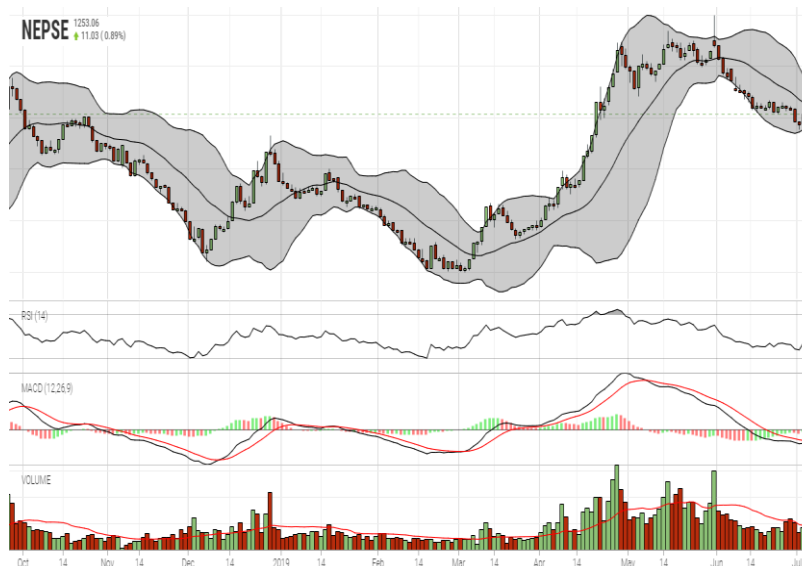 NEPSE 1253.06
11.03 ( 0.89%)
RSI (14)
MACD (12,26,9)
VOLUME
Oct 14 Nov 14 Dec 14 2019 14 Feb 14 Mar 14 Apr 14 May 14 Jun 14 Jul